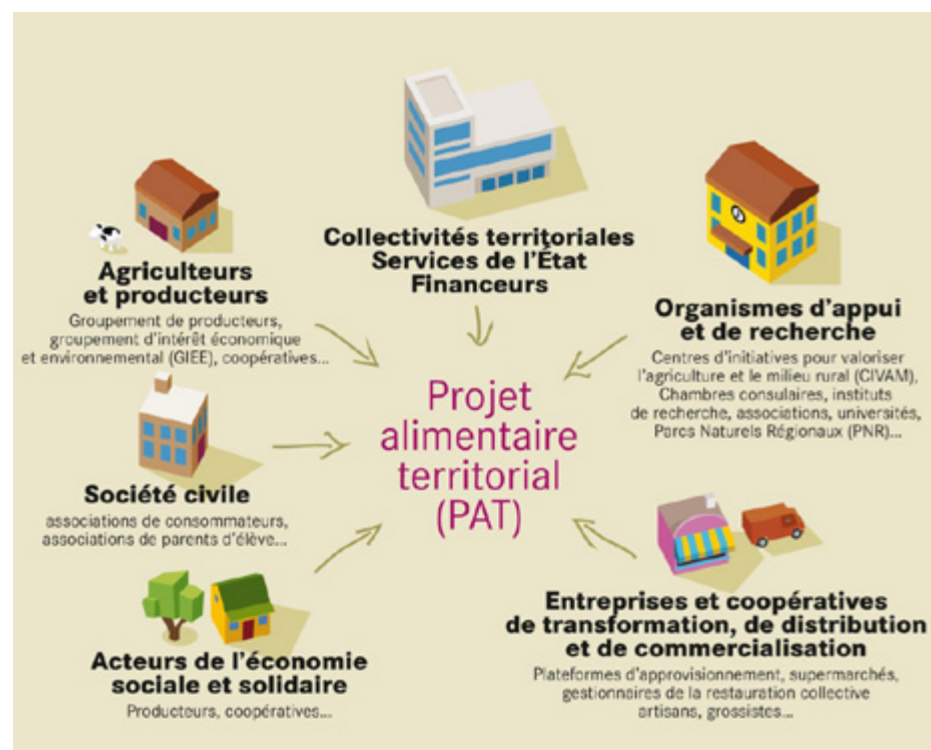 Collectivités territoriales
Services de l'État
Financeurs
Agriculteurs
et producteurs
Groupement de producteurs,
groupement d'intérêt économique
et environnemental (GIEE), coopératives...
Organismes d'appui
et de recherche
Centres d'initiatives pour valoriser
l'agriculture et le milieu rural (CIVAM),
Chambres consulaires, instituts
de recherche, associations, universités,
Parcs Naturels Régionaux (PNR)...
Projet
alimentaire
territorial
(PAT)
Société civile
associations de consommateurs,
associations de parents d'élève...
Acteurs de l'économie
sociale et solidaire
Producteurs, coopératives...
Entreprises et coopératives
de transformation, de distribution
et de commercialisation
Plateformes d'approvisionnement, supermarchés,
gestionnaires de la restauration collective
artisans, grossistes...